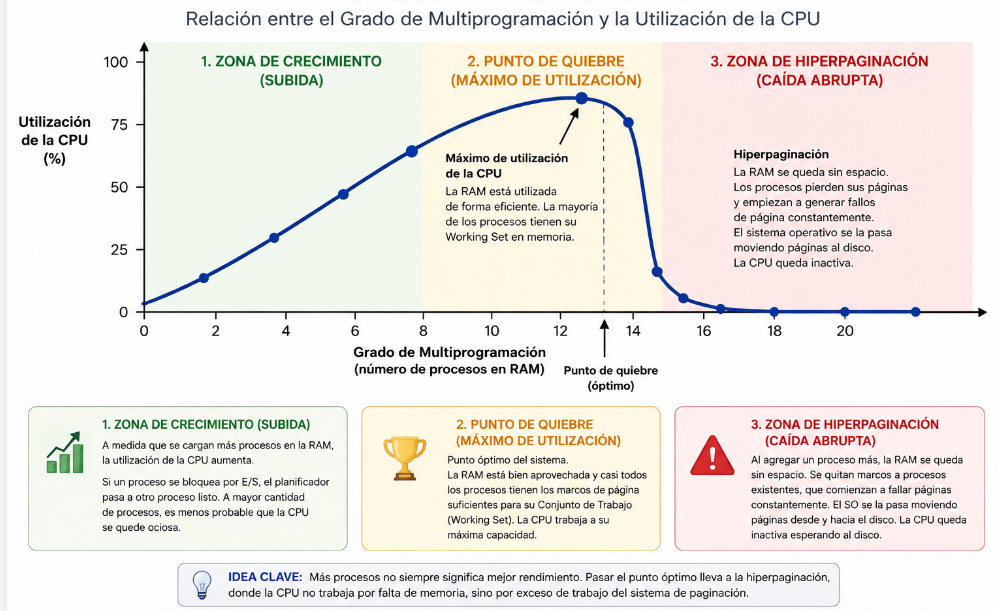 Relación entre el Grado de Multiprogramación y la Utilización de la CPU
Utilización
de la CPU
(%)
100
75
50
25
0
1. ZONA DE CRECIMIENTO
(SUBIDA)
2. PUNTO DE QUIEBRE
(MÁXIMO DE UTILIZACIÓN)
3. ZONA DE HIPERPAGINACIÓN
(CAÍDA ABRUPTA)
Máximo de utilización
de la CPU
La RAM está utilizada
de forma eficiente. La mayoría
de los procesos tienen su
Working Set en memoria.
Hiperpaginación
La RAM se queda sin espacio.
Los procesos pierden sus páginas
y empiezan a generar fallos
de página constantemente.
El sistema operativo se la pasa
moviendo páginas al disco.
La CPU queda inactiva.
0 2 4 6 8 10 12 14 16 18 20
Grado de Multiprogramación
(número de procesos en RAM)
Punto de quiebre
(óptimo)
1. ZONA DE CRECIMIENTO (SUBIDA)
A medida que se cargan más procesos en la RAM,
la utilización de la CPU aumenta.
Si un proceso se bloquea por E/S, el planificador
pasa a otro proceso listo. A mayor cantidad
de procesos, es menos probable que la CPU
se quede ociosa.
2. PUNTO DE QUIEBRE
(MÁXIMO DE UTILIZACIÓN)
Punto óptimo del sistema.
La RAM está bien aprovechada y casi todos
los procesos tienen los marcos de página
suficientes para su Conjunto de Trabajo
(Working Set). La CPU trabaja a su
máxima capacidad.
3. ZONA DE HIPERPAGINACIÓN
(CAÍDA ABRUPTA)
Al agregar un proceso más, la RAM se queda
sin espacio. Se quitan marcos a procesos
existentes, que comienzan a fallar páginas
constantemente. El SO se la pasa moviendo
páginas desde y hacia el disco. La CPU queda
inactiva esperando al disco.
IDEA CLAVE: Más procesos no siempre significa mejor rendimiento. Pasar el punto óptimo lleva a la hiperpaginación,
donde la CPU no trabaja por falta de memoria, sino por exceso de trabajo del sistema de paginación.